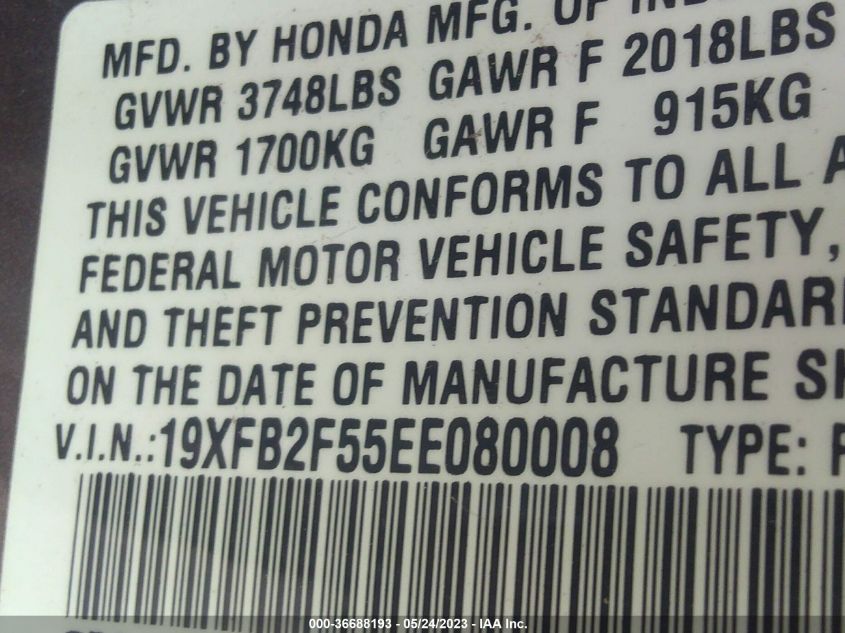 MFD. BY HONDA MFG. OF
GVWR 3748LBS GAWR F 2018LBS
GVWR 1700KG GAWR F 915KG
THIS VEHICLE CONFORMS TO ALL A
FEDERAL MOTOR VEHICLE SAFETY,
AND THEFT PREVENTION STANDAR
ON THE DATE OF MANUFACTURE S
V.I.N.:19XFB2F55EE080008 TYPE: P
000-36688193 - 05/24/2023 - IAA Inc.